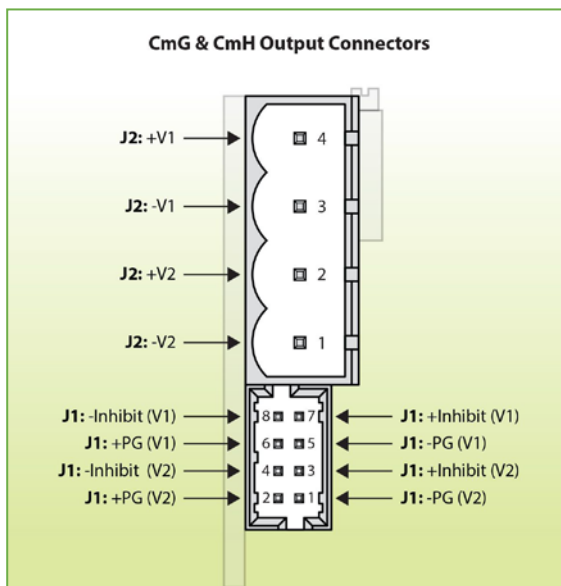 CmG & CmH Output Connectors
J2: +V1
4
J2: -V1
3
J2: +V2
2
J2: -V2
1
J1: -Inhibit (V1)
8
7
J1: +Inhibit (V1)
J1: +PG (V1)
6
5
J1: -PG (V1)
J1: -Inhibit (V2)
4
3
J1: +Inhibit (V2)
J1: +PG (V2)
2
1
J1: -PG (V2)